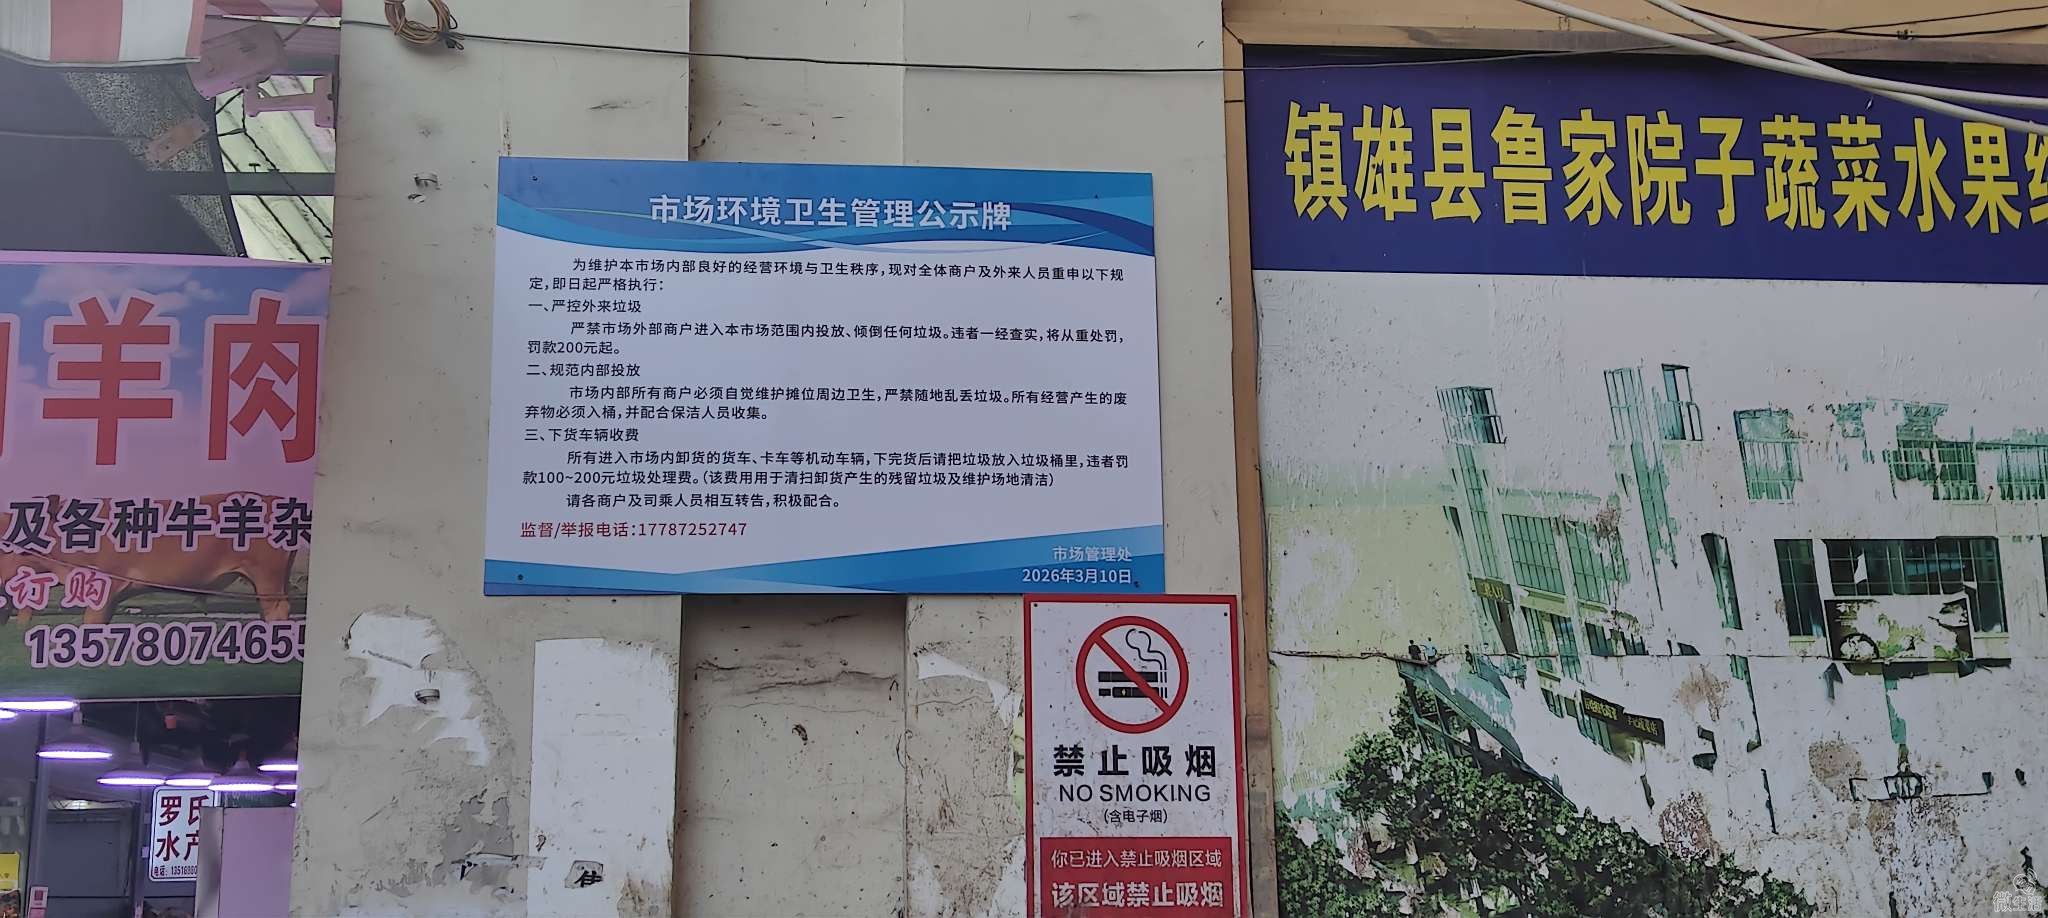 市场环境卫生管理公示牌
为维护本市场内部良好的经营环境与卫生秩序,现对全体商户及外来人员重申以下规
定,即日起严格执行:
一、严控外来垃圾
严禁市场外部商户进入本市场范围内投放、倾倒任何垃圾。违者一经查实,将从重处罚,
罚款200元起。
二、规范内部投放
市场内部所有商户必须自觉维护摊位周边卫生,严禁随地乱丢垃圾。所有经营产生的废
弃物必须入桶,并配合保洁人员收集。
三、下货车辆收费
所有进入市场内卸货的货车、卡车等机动车辆,下完货后请把垃圾放入垃圾桶里,违者罚
款100~200元垃圾处理费。(该费用用于清扫卸货产生的残留垃圾及维护场地清洁)
请各商户及司乘人员相互转告,积极配合。
监督/举报电话:17787252747
市场管理处
2026年3月10日
禁止吸烟
NO SMOKING
(含电子烟)
你已进入禁止吸烟区域
该区域禁止吸烟
镇雄县鲁家院子蔬菜水果
羊肉
及各种牛羊杂
订购
13578074655
罗氏
水产